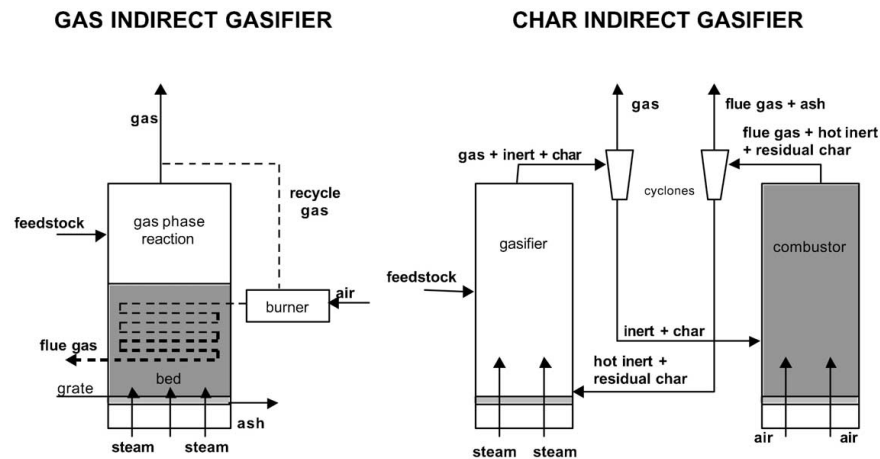 GAS INDIRECT GASIFIER
gas
recycle
gas
feedstock
gas phase
reaction
air
burner
flue gas
bed
grate
ash
steam
steam
CHAR INDIRECT GASIFIER
gas
flue gas + ash
gas + inert + char
flue gas + hot inert
+ residual char
cyclones
gasifier
combustor
feedstock
inert + char
hot inert +
residual char
steam
steam
air
air